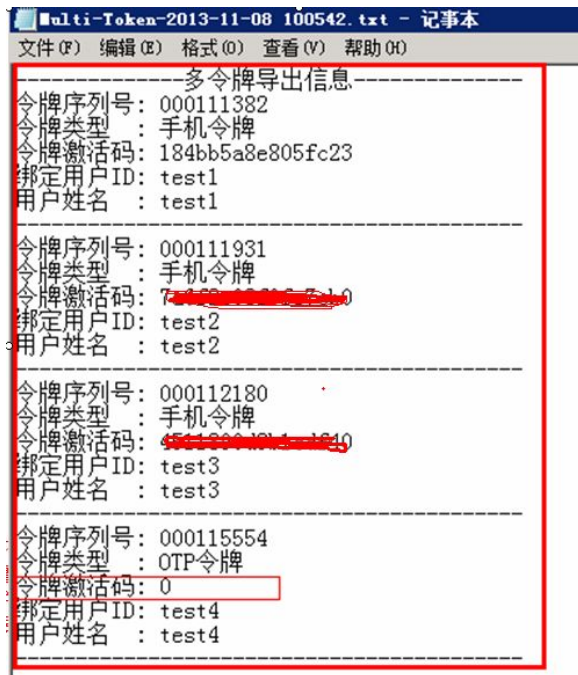 Multi-Token-2013-11-08 100542.txt - 记事本
文件(F) 编辑(E) 格式(O) 查看(V) 帮助(H)
----------------多令牌导出信息----------------
令牌序列号: 000111382
令牌类型 : 手机令牌
令牌激活码: 184bb5a8e805fc23
绑定用户ID: test1
用户姓名 : test1
------------------------------------------------
令牌序列号: 000111931
令牌类型 : 手机令牌
令牌激活码:
绑定用户ID: test2
用户姓名 : test2
------------------------------------------------
令牌序列号: 000112180
令牌类型 : 手机令牌
令牌激活码:
绑定用户ID: test3
用户姓名 : test3
------------------------------------------------
令牌序列号: 000115554
令牌类型 : OTP令牌
令牌激活码: 0
绑定用户ID: test4
用户姓名 : test4
------------------------------------------------